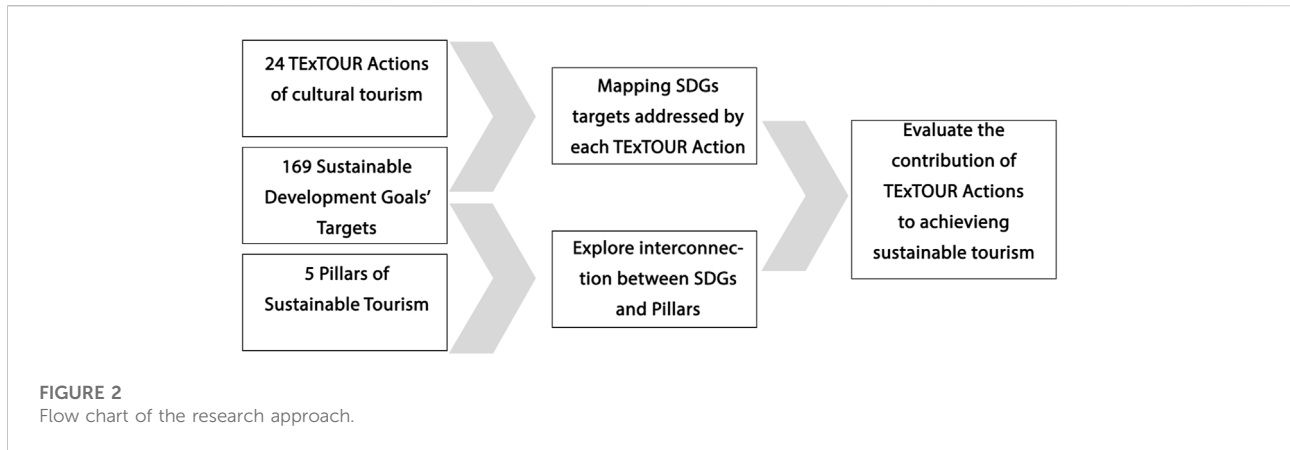 24 TExTOUR Actions
of cultural tourism
169 Sustainable
Development Goals'
Targets
5 Pillars of
Sustainable Tourism
Mapping SDGs
targets addressed by
each TExTOUR Action
Explore interconnec-
tion between SDGs
and Pillars
Evaluate the
contribution of
TExTOUR Actions
to achievieng
sustainable tourism
FIGURE 2
Flow chart of the research approach.